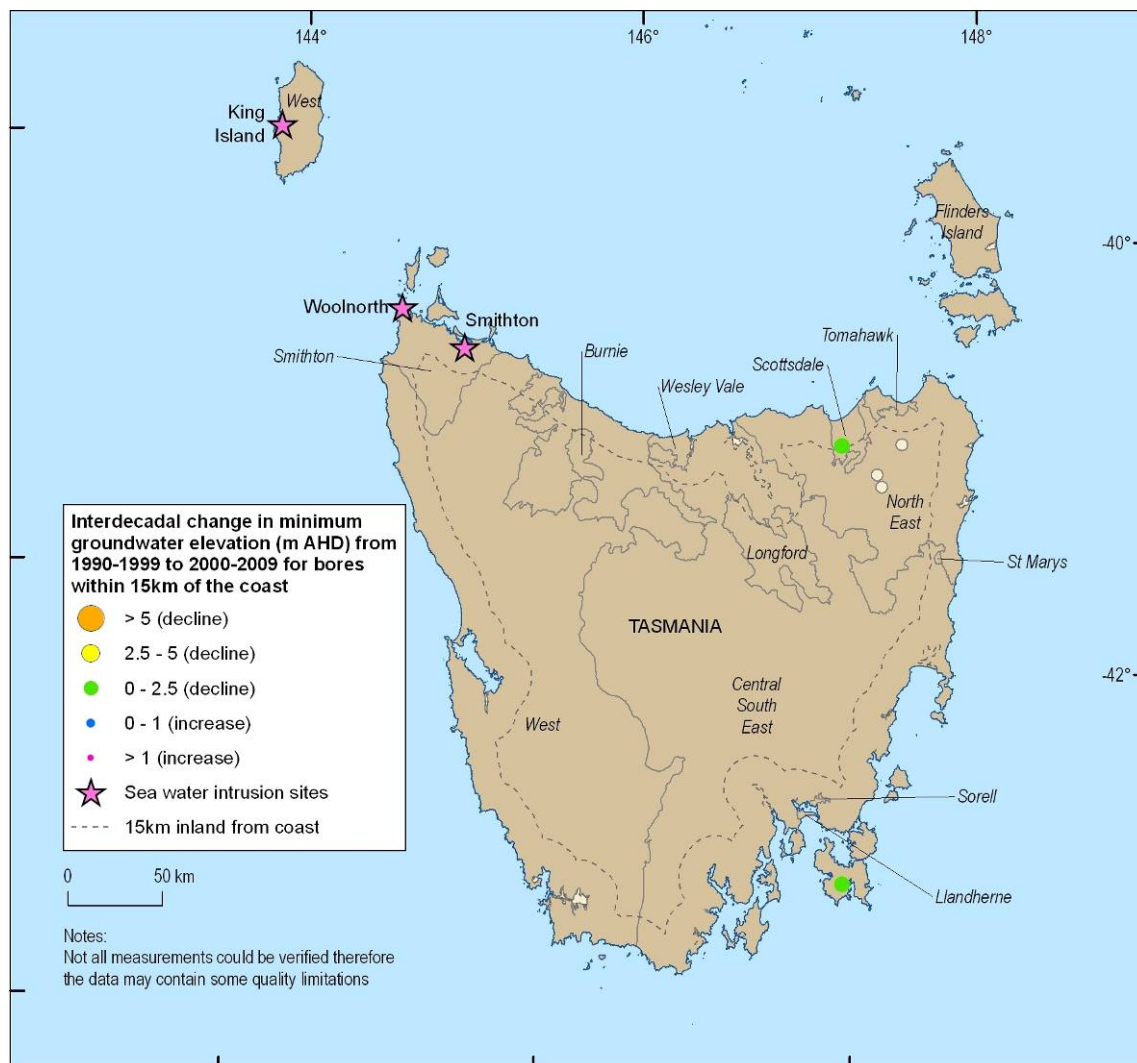 144°
146°
148°
West
King
Island
Flinders
Island
-40°
Woolnorth
Smithton
Tomahawk
Smithton
Burnie
Scottsdale
Wesley Vale
North
East
Longford
St Marys
Interdecadal change in minimum
groundwater elevation (m AHD) from
1990-1999 to 2000-2009 for bores
within 15km of the coast
> 5 (decline)
2.5 - 5 (decline)
0 - 2.5 (decline)
0 - 1 (increase)
> 1 (increase)
Sea water intrusion sites
15km inland from coast
TASMANIA
-42°
Central
South
East
West
Sorell
Llandherne
0 50 km
Notes:
Not all measurements could be verified therefore
the data may contain some quality limitations